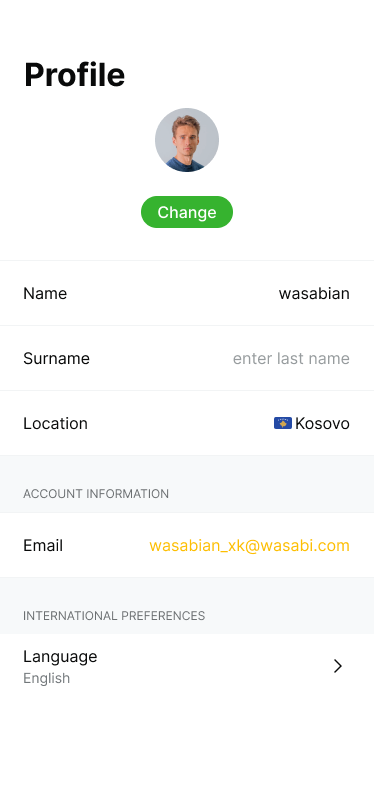 Profile
Change
Name wasabian
Surname enter last name
Location Kosovo
ACCOUNT INFORMATION
Email wasabian_xk@wasabi.com
INTERNATIONAL PREFERENCES
Language
English